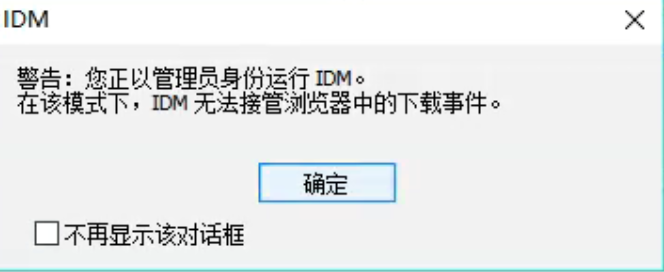 IDM
警告：您正以管理员身份运行 IDM。
在该模式下，IDM 无法接管浏览器中的下载事件。
确定
不再显示该对话框